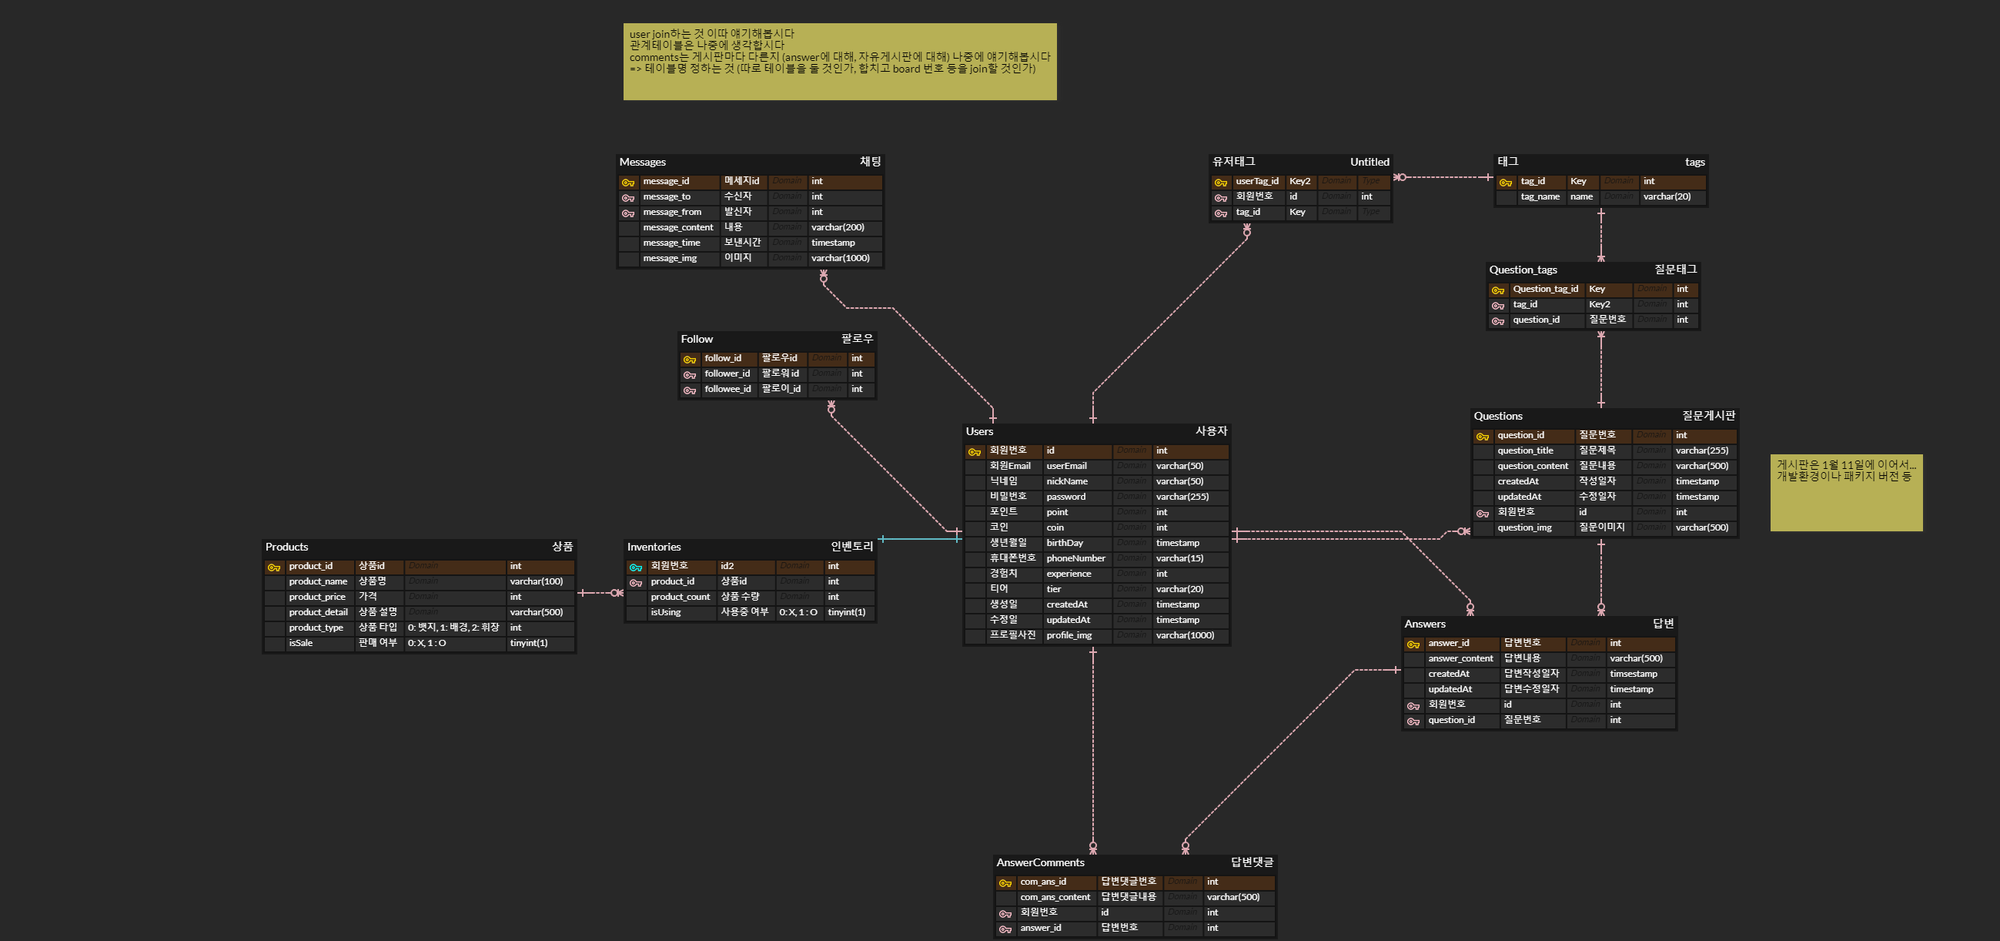 user join하는 것 이따 얘기해봅시다
관계테이블은 나중에 생각합시다
comments는 게시판마다 다른지 (answer에 대해, 자유게시판에 대해) 나중에 얘기해봅시다
=> 테이블명 정하는 것 (따로 테이블을 둘 것인가, 합치고 board 번호 등을 join할 것인가)
Messages 채팅
message_id 메세지id Domain int
message_to 수신자 Domain int
message_from 발신자 Domain int
message_content 내용 Domain varchar(200)
message_time 보낸시간 Domain timestamp
message_img 이미지 Domain varchar(1000)
유저태그 Untitled
userTag_id Key2 Domain Type
회원번호 id Domain int
tag_id Key Domain Type
태그 tags
tag_id Key Domain int
tag_name name Domain varchar(20)
Question_tags 질문태그
Question_tag_id Key Domain int
tag_id Key2 Domain int
question_id 질문번호 Domain int
Follow 팔로우
follow_id 팔로우id Domain int
follower_id 팔로워 id Domain int
followee_id 팔로이_id Domain int
Users 사용자
회원번호 id Domain int
회원Email userEmail Domain varchar(50)
닉네임 nickName Domain varchar(50)
비밀번호 password Domain varchar(255)
포인트 point Domain int
코인 coin Domain int
생년월일 birthDay Domain timestamp
휴대폰번호 phoneNumber Domain varchar(15)
경험치 experience Domain int
티어 tier Domain varchar(20)
생성일 createdAt Domain timestamp
수정일 updatedAt Domain timestamp
프로필사진 profile_img Domain varchar(1000)
Questions 질문게시판
question_id 질문번호 Domain int
question_title 질문제목 Domain varchar(255)
question_content 질문내용 Domain varchar(500)
createdAt 작성일자 Domain timestamp
updatedAt 수정일자 Domain timestamp
회원번호 id Domain int
question_img 질문이미지 Domain varchar(500)
게시판은 1월 11일에 이어서...
개발환경이나 패키지 버전 등
Products 상품
product_id 상품id Domain int
product_name 상품명 Domain varchar(100)
product_price 가격 Domain int
product_detail 상품 설명 Domain varchar(500)
product_type 상품 타입 0: 뱃지, 1: 배경, 2: 휘장 int
isSale 판매 여부 0: X, 1 : O tinyint(1)
Inventories 인벤토리
회원번호 id2 Domain int
product_id 상품id Domain int
product_count 상품 수량 Domain int
isUsing 사용중 여부 0: X, 1 : O tinyint(1)
Answers 답변
answer_id 답변번호 Domain int
answer_content 답변내용 Domain varchar(500)
createdAt 답변작성일자 Domain timsestamp
updatedAt 답변수정일자 Domain timestamp
회원번호 id Domain int
question_id 질문번호 Domain int
AnswerComments 답변댓글
com_ans_id 답변댓글번호 Domain int
com_ans_content 답변댓글내용 Domain varchar(500)
회원번호 id Domain int
answer_id 답변번호 Domain int